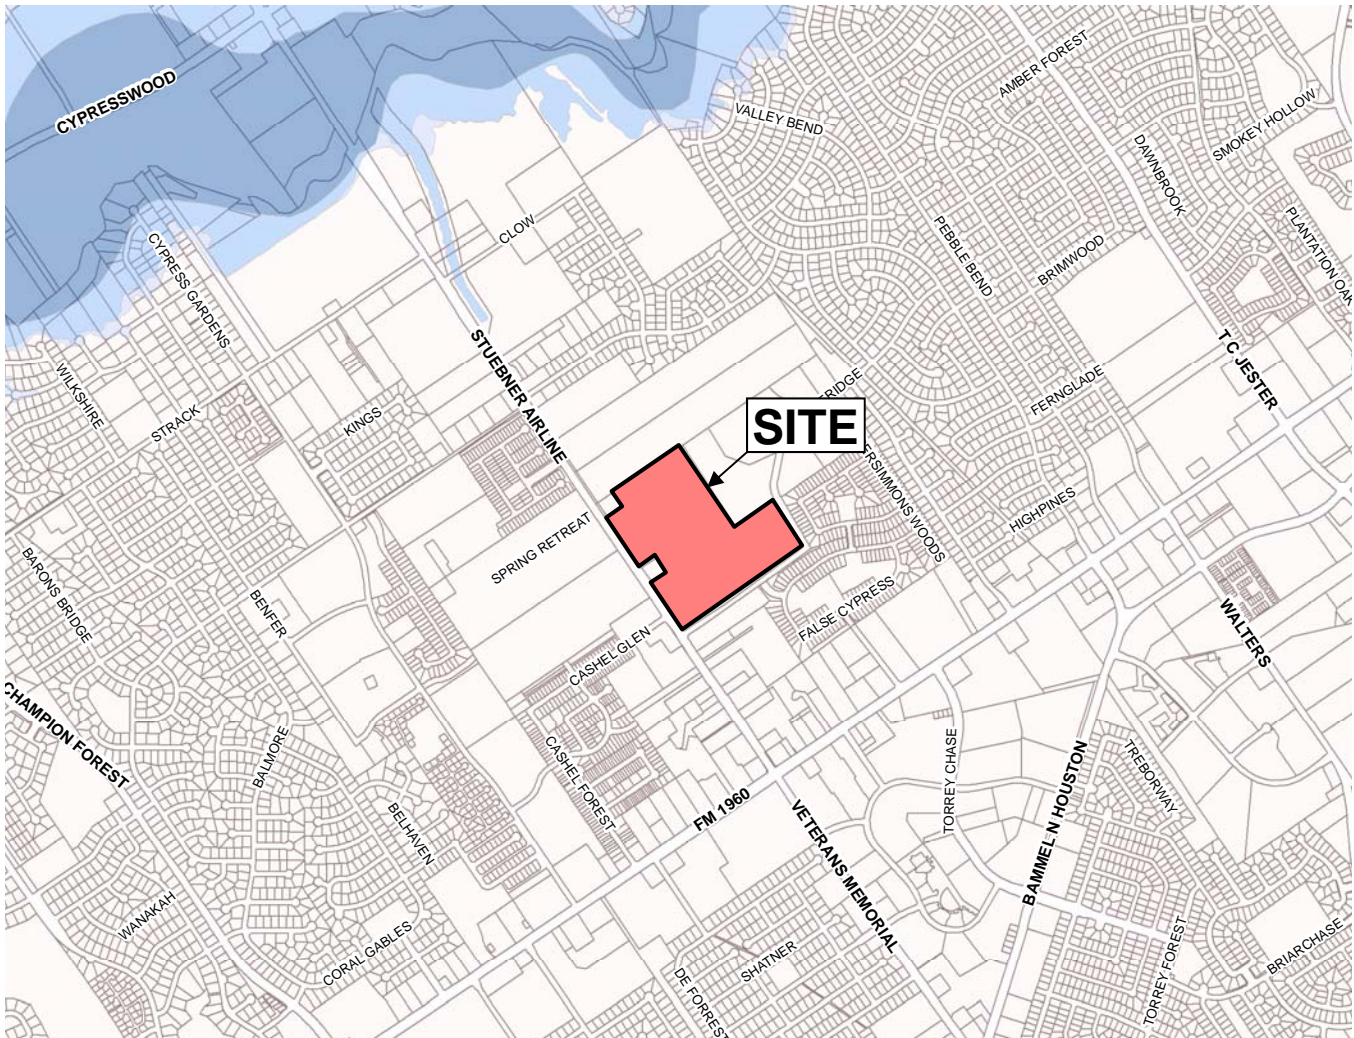 CYPRESSWOOD
AMBER FOREST
SMOKEY HOLLOW
VALLEY BEND
DAWNBROOK
CLOW
PEBBLE BEND
PLANTATION OAK
BRIMWOOD
CYPRESS GARDENS
STUEBNER AIRLINE
T C JESTER
WILKSHIRE
STRACK
KINGS
ERIDGE
FERNGLADE
SITE
ERSIMMONS WOODS
HIGHPINES
SPRING RETREAT
BARONS BRIDGE
BENFER
FALSE CYPRESS
WALTERS
CASHEL GLEN
CHAMPION FOREST
BALMORE
CASHEL FOREST
TORREY CHASE
BAMMEL N HOUSTON
TREBORWAY
BELHAVEN
FM 1960
VETERANS MEMORIAL
WANAKAH
CORAL GABLES
SHATNER
DE FORREST
TORREY FOREST
BRIARCHASE